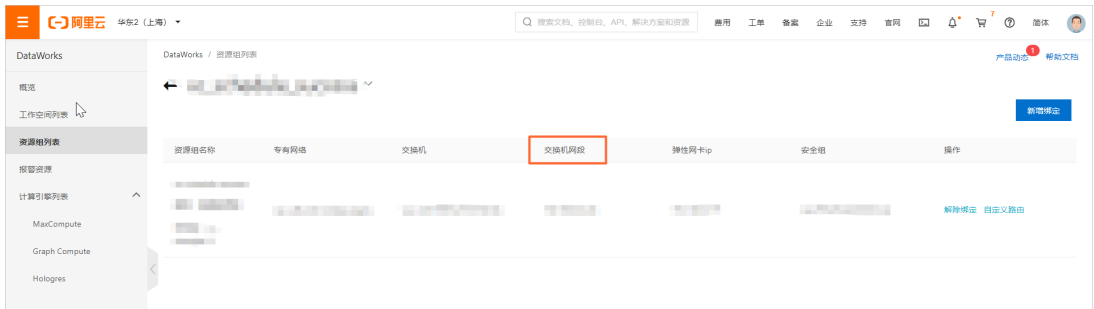 阿里云 华东2（上海） 搜索文档、控制台、API、解决方案和资源 费用 工单 备案 企业 支持 官网 7 简体
DataWorks
DataWorks / 资源组列表
产品动态 1 帮助文档
概览
工作空间列表
新增绑定
资源组列表
资源组名称 专有网络 交换机 交换机网段 弹性网卡ip 安全组 操作
报警资源
计算引擎列表
解除绑定 自定义路由
MaxCompute
Graph Compute
Hologres